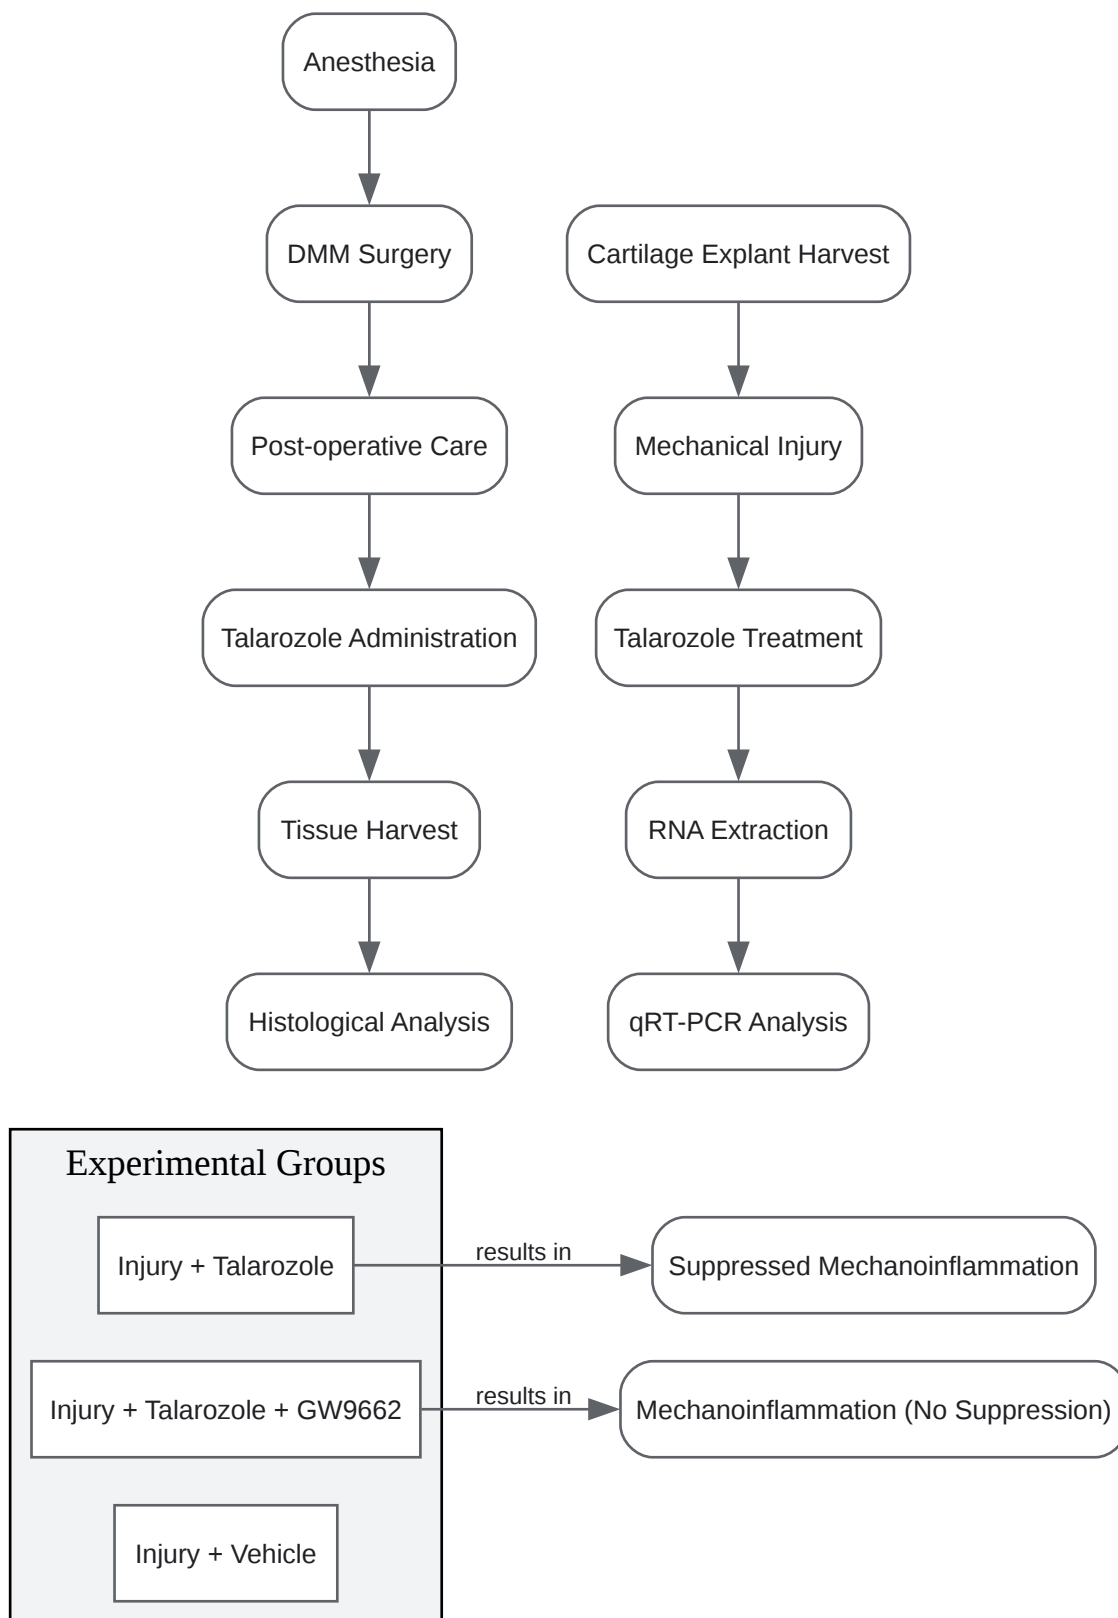 Anesthesia
DMM Surgery
Cartilage Explant Harvest
Post-operative Care
Mechanical Injury
Talarozole Administration
Talarozole Treatment
Tissue Harvest
RNA Extraction
Histological Analysis
qRT-PCR Analysis
Experimental Groups
Injury + Talarozole
results in
Suppressed Mechanoinflammation
Injury + Talarozole + GW9662
results in
Mechanoinflammation (No Suppression)
Injury + Vehicle